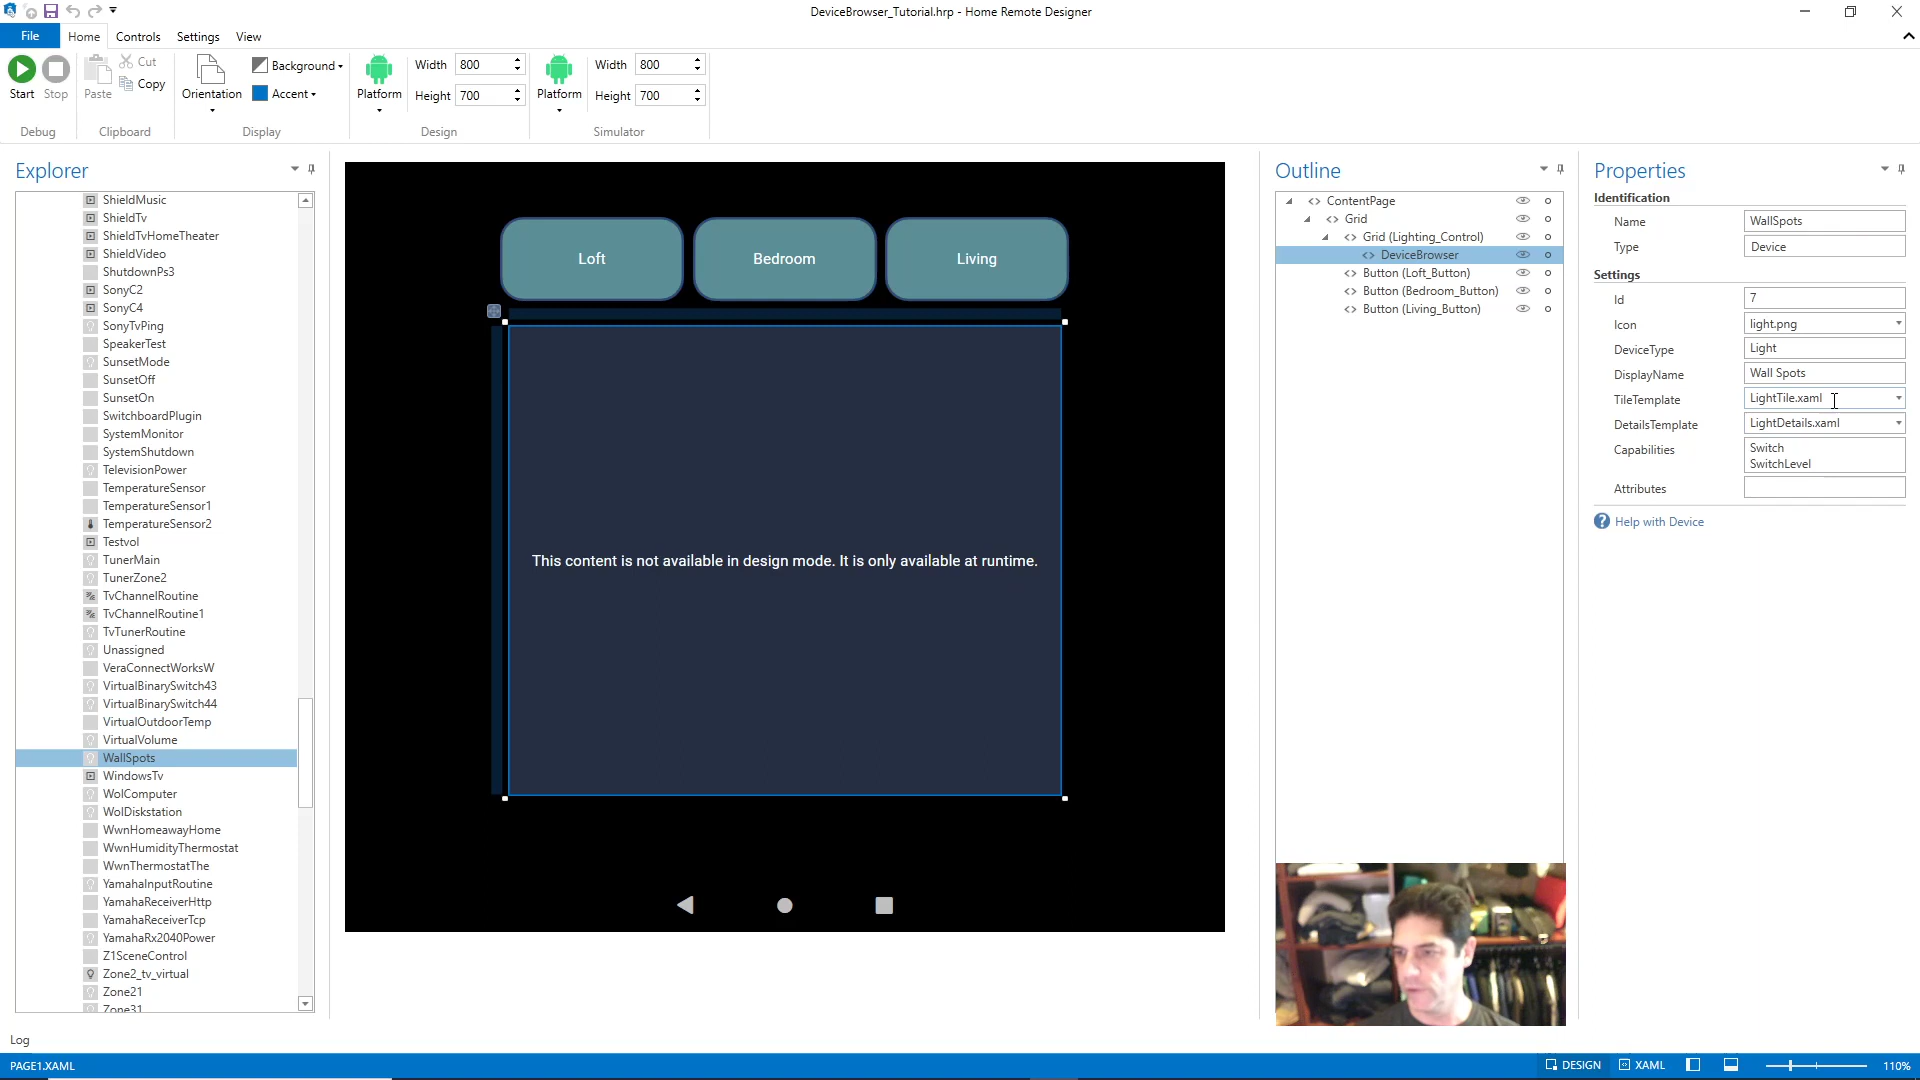 DeviceBrowser_Tutorial.hrp - Home Remote Designer
File
Home
Controls
Settings
View
Start
Stop
Debug
Paste
Cut
Copy
Clipboard
Orientation
Background
Accent
Display
Platform
Width 800
Height 700
Design
Platform
Width 800
Height 700
Simulator
Explorer
ShieldMusic
ShieldTv
ShieldTvHomeTheater
ShieldVideo
ShutdownPs3
SonyC2
SonyC4
SonyTvPing
SpeakerTest
SunsetMode
SunsetOff
SunsetOn
SwitchboardPlugin
SystemMonitor
SystemShutdown
TelevisionPower
TemperatureSensor
TemperatureSensor1
TemperatureSensor2
Testvol
TunerMain
TunerZone2
TvChannelRoutine
TvChannelRoutine1
TvTunerRoutine
Unassigned
VeraConnectWorksW
VirtualBinarySwitch43
VirtualBinarySwitch44
VirtualOutdoorTemp
VirtualVolume
WallSpots
WindowsTv
WolComputer
WolDiskstation
WwnHomeawayHome
WwnHumidityThermostat
WwnThermostatThe
YamahaInputRoutine
YamahaReceiverHttp
YamahaReceiverTcp
YamahaRx2040Power
Z1SceneControl
Zone2_tv_virtual
Zone21
Zone31
Loft
Bedroom
Living
This content is not available in design mode. It is only available at runtime.
Outline
ContentPage
Grid
Grid (Lighting_Control)
DeviceBrowser
Button (Loft_Button)
Button (Bedroom_Button)
Button (Living_Button)
Properties
Identification
Name WallSpots
Type Device
Settings
Id 7
Icon light.png
DeviceType Light
DisplayName Wall Spots
TileTemplate LightTile.xaml
DetailsTemplate LightDetails.xaml
Capabilities Switch
SwitchLevel
Attributes
Help with Device
Log
PAGE1.XAML
DESIGN
XAML
110%